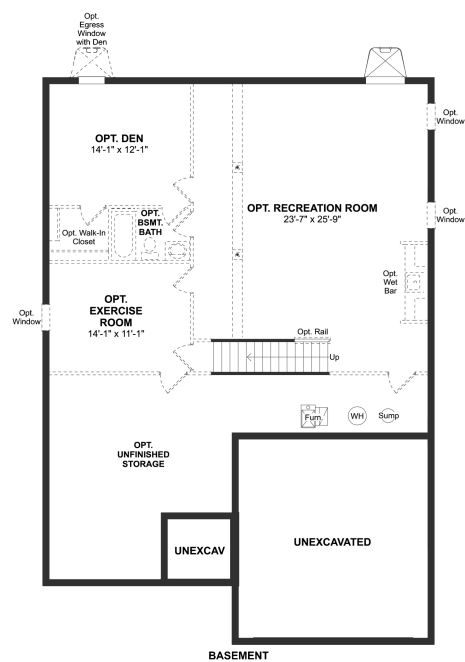 Opt.
Egress
Window
with Den
Opt.
Window
OPT. DEN
14'-1" x 12'-1"
OPT. RECREATION ROOM
23'-7" x 25'-9"
Opt.
Window
OPT.
BSMT.
BATH
Opt. Walk-In
Closet
Opt.
Wet
Bar
Opt.
Window
OPT.
EXERCISE
ROOM
14'-1" x 11'-1"
Opt. Rail
Up
Furn.
WH
Sump
OPT.
UNFINISHED
STORAGE
UNEXCAV
UNEXCAVATED
BASEMENT